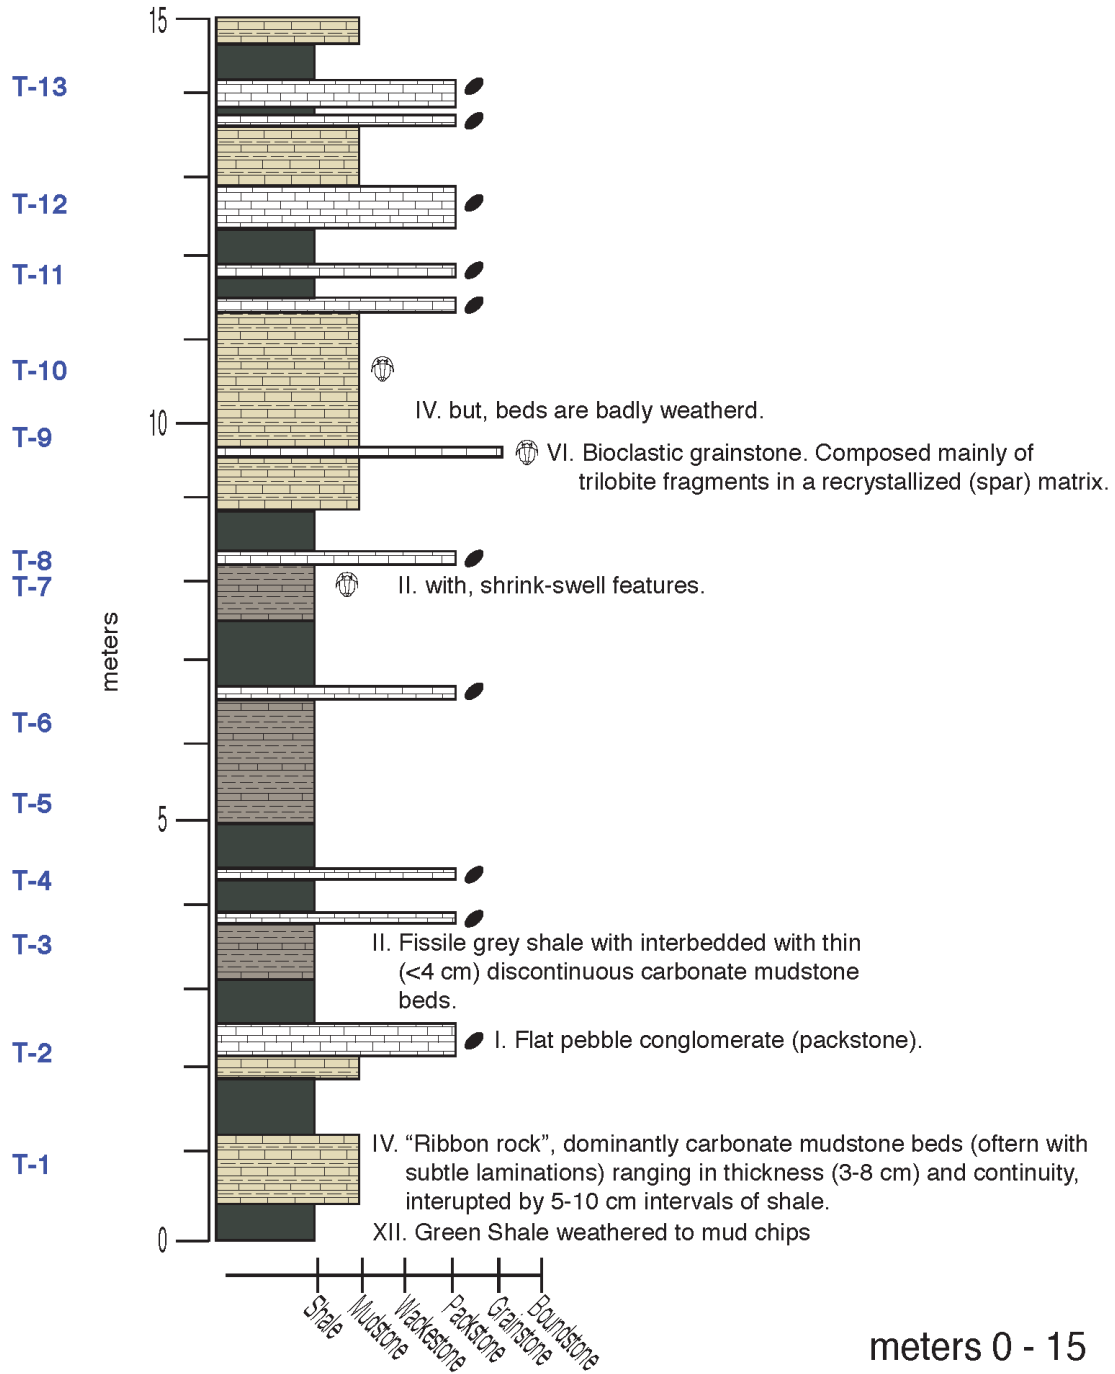 15
T-13
T-12
T-11
T-10
IV. but, beds are badly weatherd.
10
T-9
VI. Bioclastic grainstone. Composed mainly of
trilobite fragments in a recrystallized (spar) matrix.
T-8
T-7
II. with, shrink-swell features.
meters
T-6
T-5
5
T-4
T-3
II. Fissile grey shale with interbedded with thin
(<4 cm) discontinuous carbonate mudstone
beds.
T-2
I. Flat pebble conglomerate (packstone).
T-1
IV. “Ribbon rock”, dominantly carbonate mudstone beds (oftern with
subtle laminations) ranging in thickness (3-8 cm) and continuity,
interupted by 5-10 cm intervals of shale.
0
XII. Green Shale weathered to mud chips
Shale
Mudstone
Wackestone
Packstone
Grainstone
Boundstone
meters 0 - 15